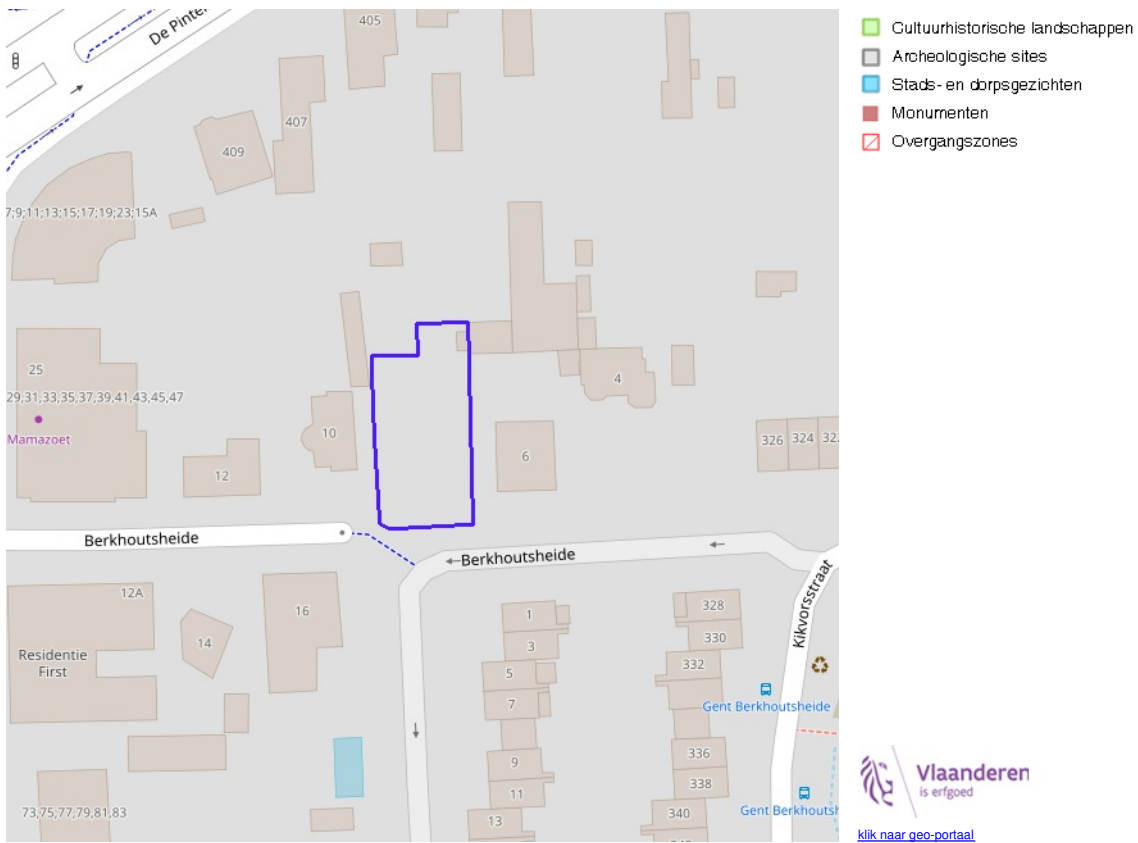 De Pintel
405
407
409
7;9;11;13;15;17;19;23;15A
25
29,31,33,35,37,39,41,43,45,47
Mamazoet
10
12
4
6
326
324
322
Berkhoutsheide
Berkhoutsheide
Kikvorsstraat
12A
16
14
Residentie
First
1
3
5
7
9
11
13
328
330
332
336
338
340
Gent Berkhoutsheide
Gent Berkhoutsh
73,75,77,79,81,83
Cultuurhistorische landschappen
Archeologische sites
Stads- en dorpsgezichten
Monumenten
Overgangszones
Vlaanderen
is erfgoed
klik naar geo-portaal